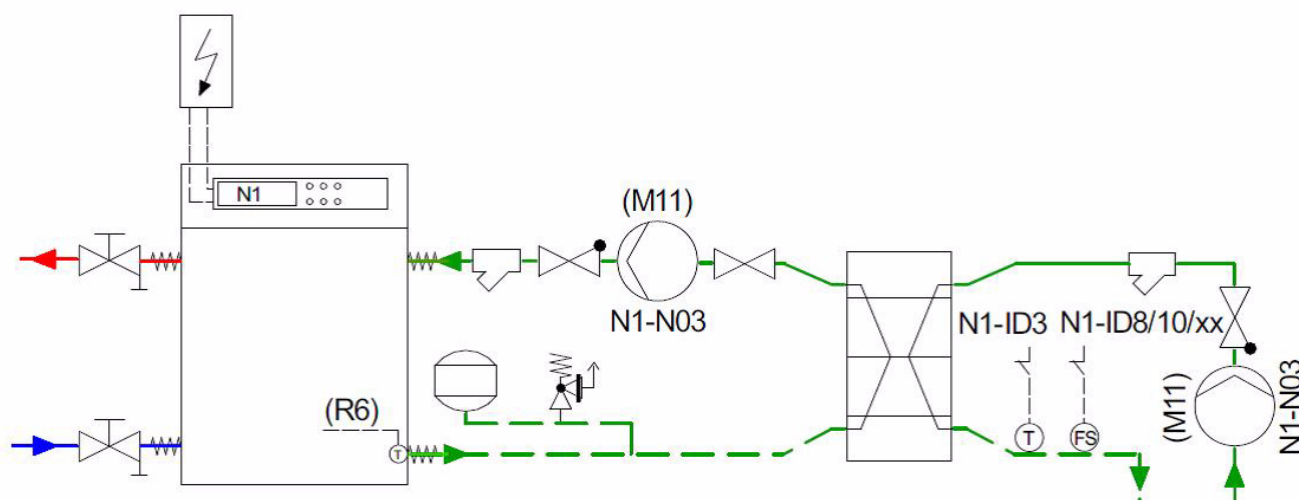 N1
(M11)
N1-N03
N1-ID3
N1-ID8/10/xx
(R6)
T
T
FS
(M11)
N1-N03